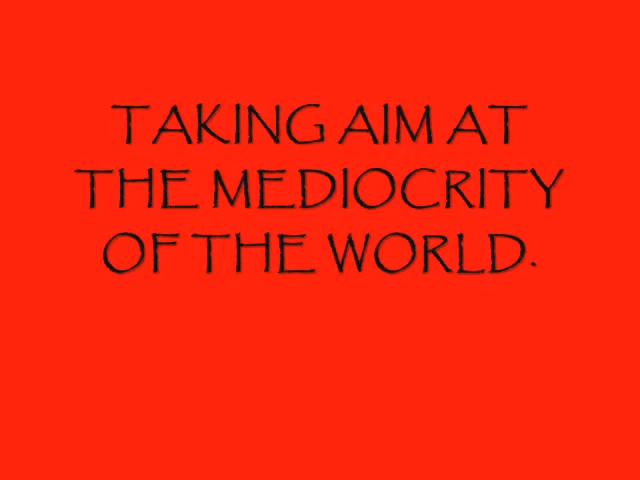 TAKING AIM AT
THE MEDIOCRITY
OF THE WORLD.